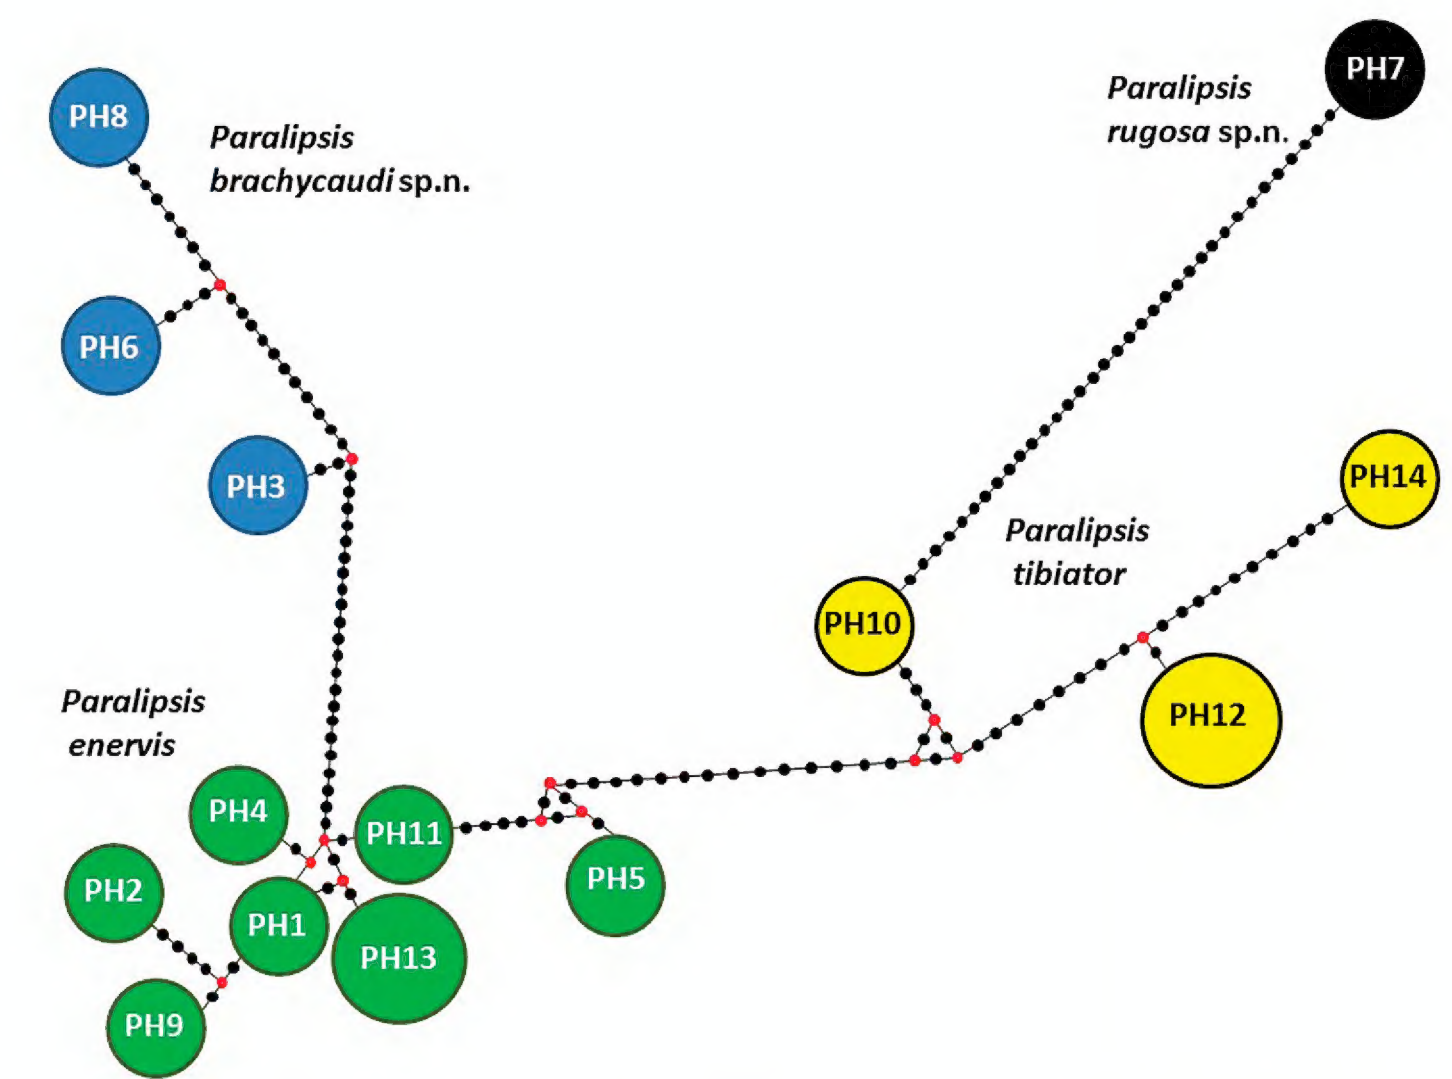 PH7
Paralipsis
rugosa sp.n.
PH8
Paralipsis
brachycaudi sp.n.
PH6
PH3
PH14
Paralipsis
tibiator
PH10
PH12
Paralipsis
enervis
PH4
PH11
PH5
PH2
PH1
PH13
PH9